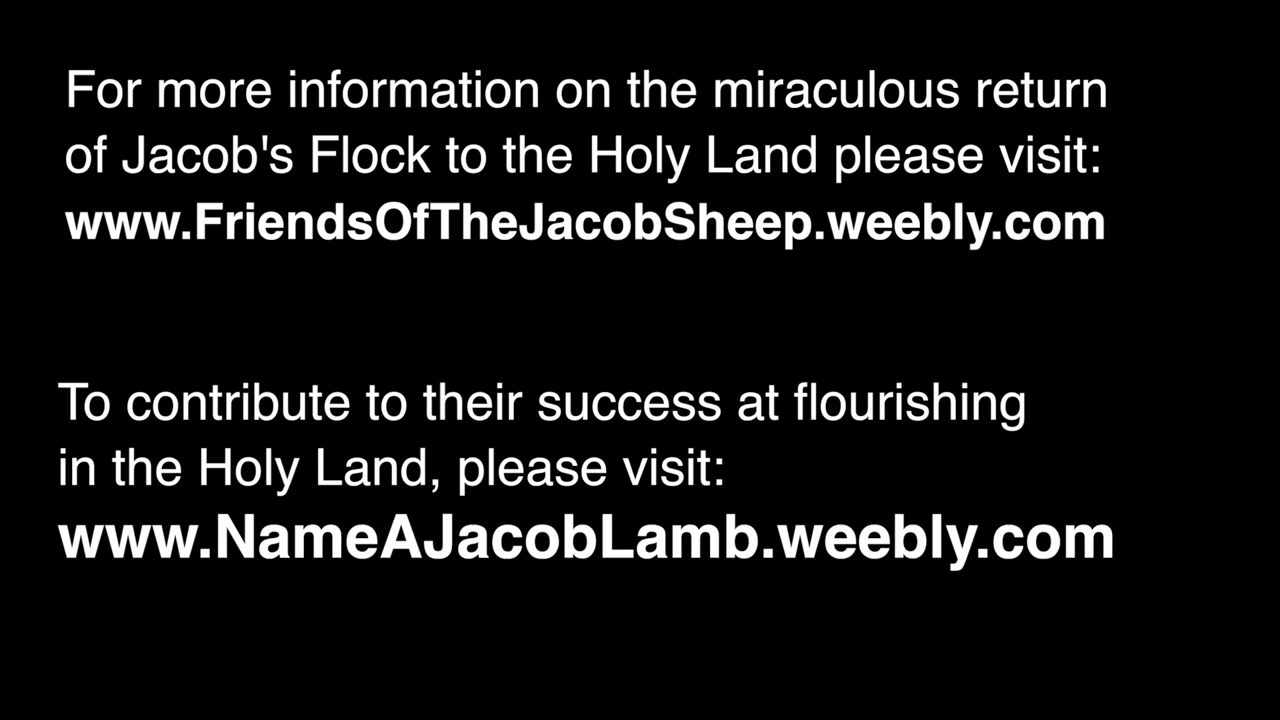 For more information on the miraculous return
of Jacob's Flock to the Holy Land please visit:
www.FriendsOfTheJacobSheep.weebly.com
To contribute to their success at flourishing
in the Holy Land, please visit:
www.NameAJacobLamb.weebly.com